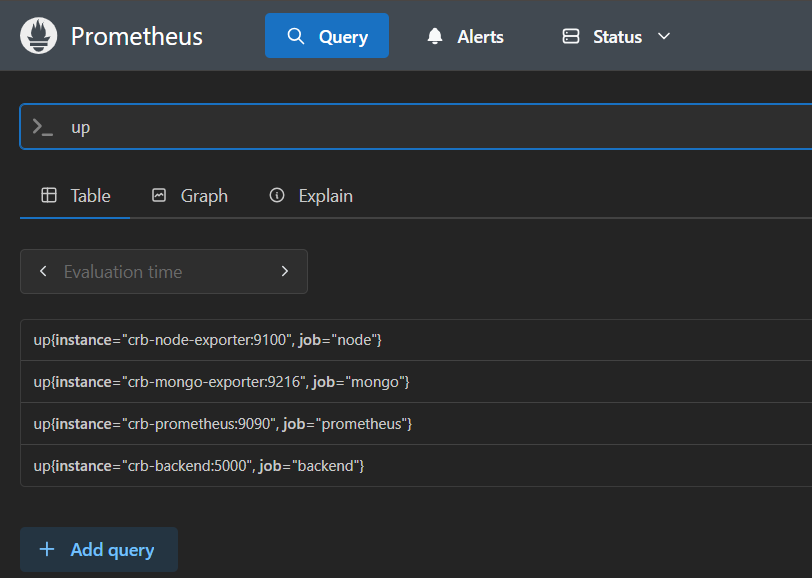 Prometheus Query Alerts Status
up
Table Graph Explain
Evaluation time
up{instance="crb-node-exporter:9100", job="node"}
up{instance="crb-mongo-exporter:9216", job="mongo"}
up{instance="crb-prometheus:9090", job="prometheus"}
up{instance="crb-backend:5000", job="backend"}
+ Add query